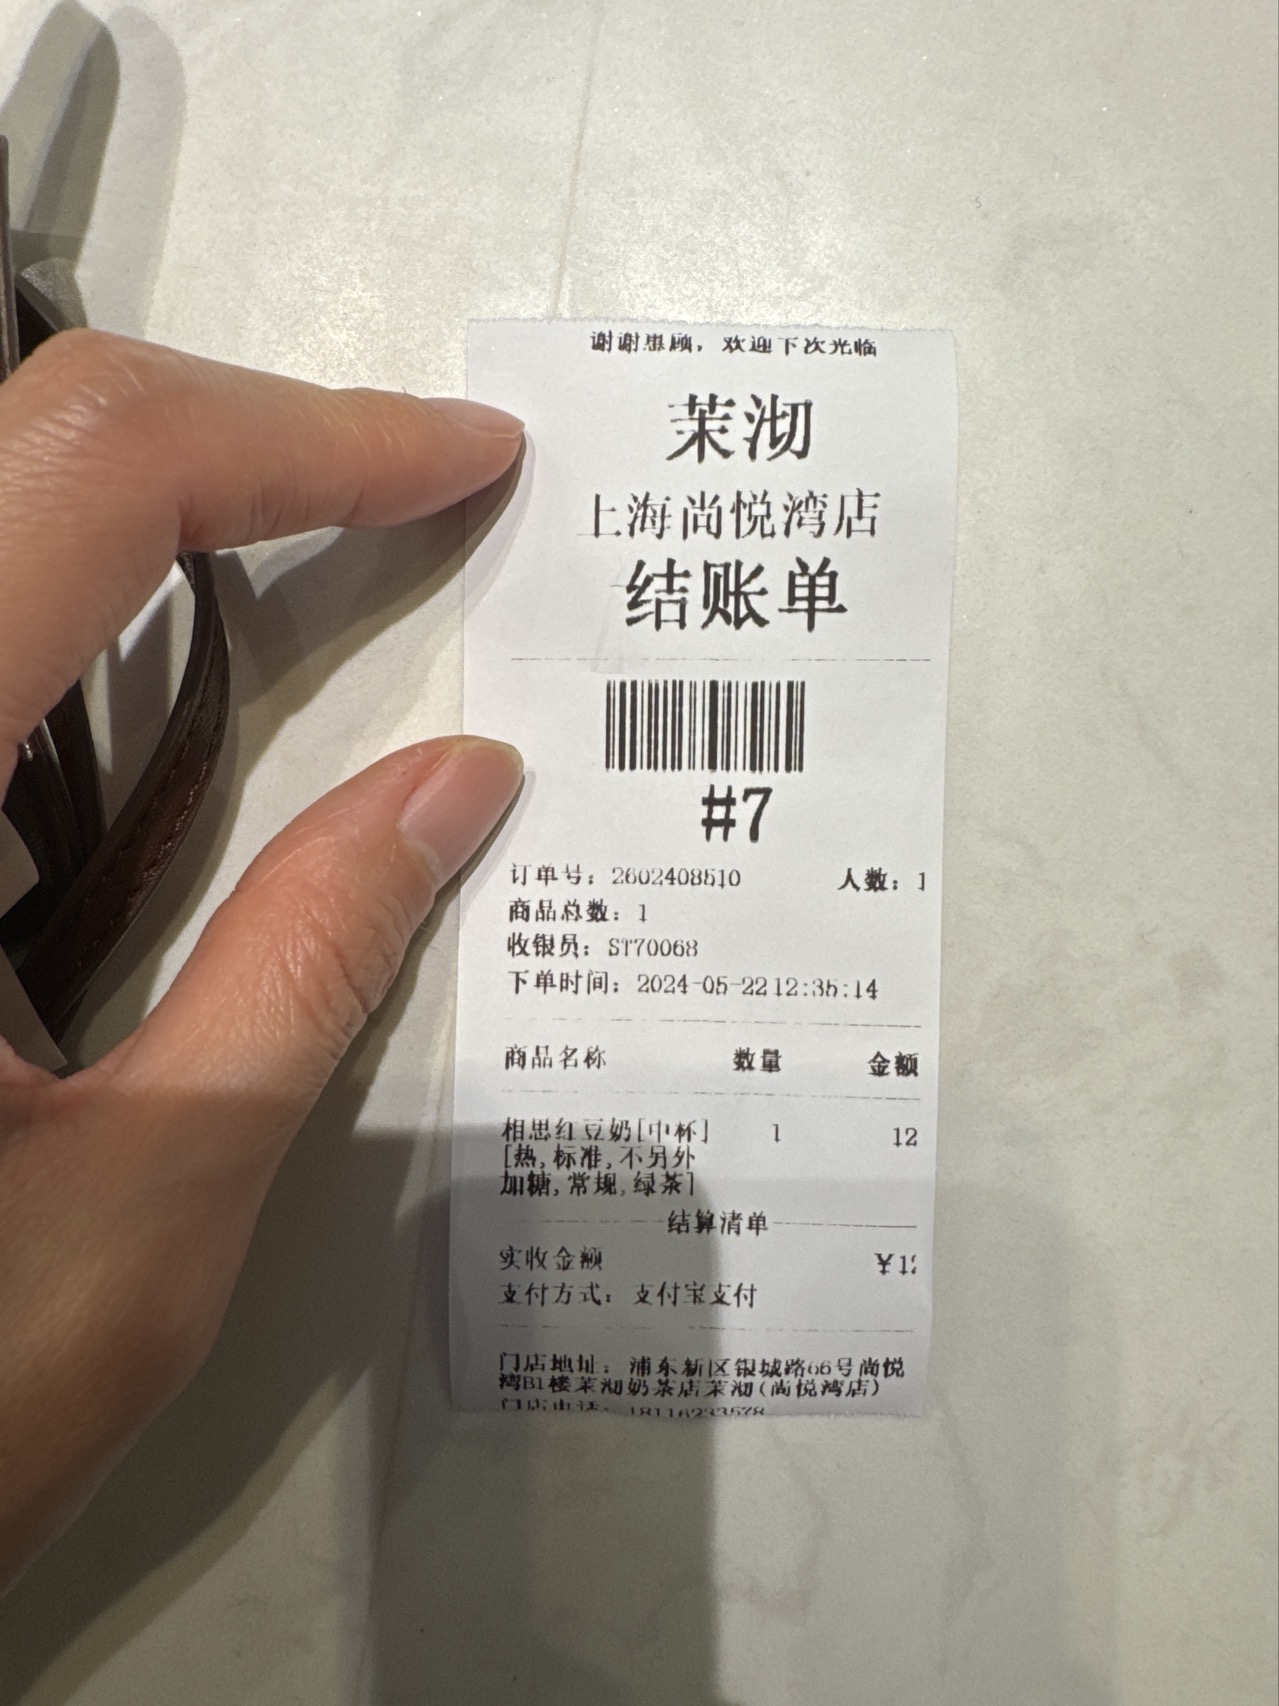 谢谢惠顾，欢迎下次光临
茉沏
上海尚悦湾店
结账单
#7
订单号：2602408510 人数：1
商品总数：1
收银员：ST70068
下单时间：2024-05-22 12:35:14
商品名称 数量 金额
相思红豆奶[中杯] 1 12
[热,标准,不另外
加糖,常规,绿茶]
结算清单
实收金额 ¥12
支付方式：支付宝支付
门店地址：浦东新区银城路66号尚悦
湾B1楼茉沏奶茶店茉沏(尚悦湾店)
门店电话：18116233578